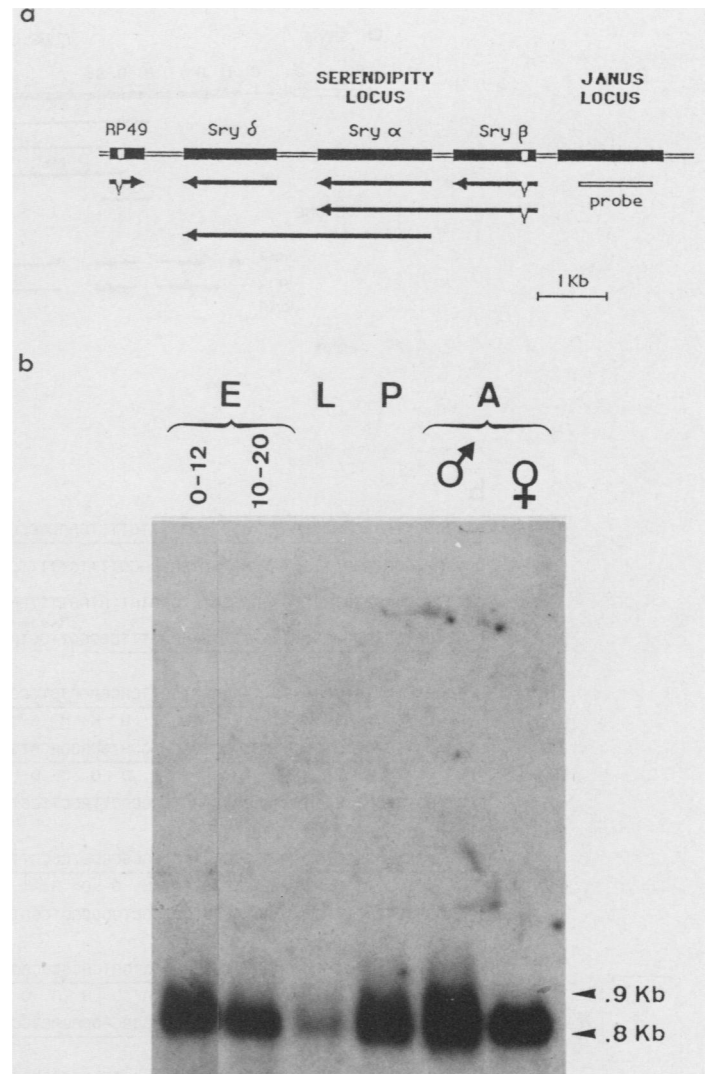 a
SERENDIPITY LOCUS
JANUS LOCUS
RP49 Sry δ Sry α Sry β
probe
1 Kb
b
E L P A
0-12 10-20 ♂ ♀
.9 Kb
.8 Kb